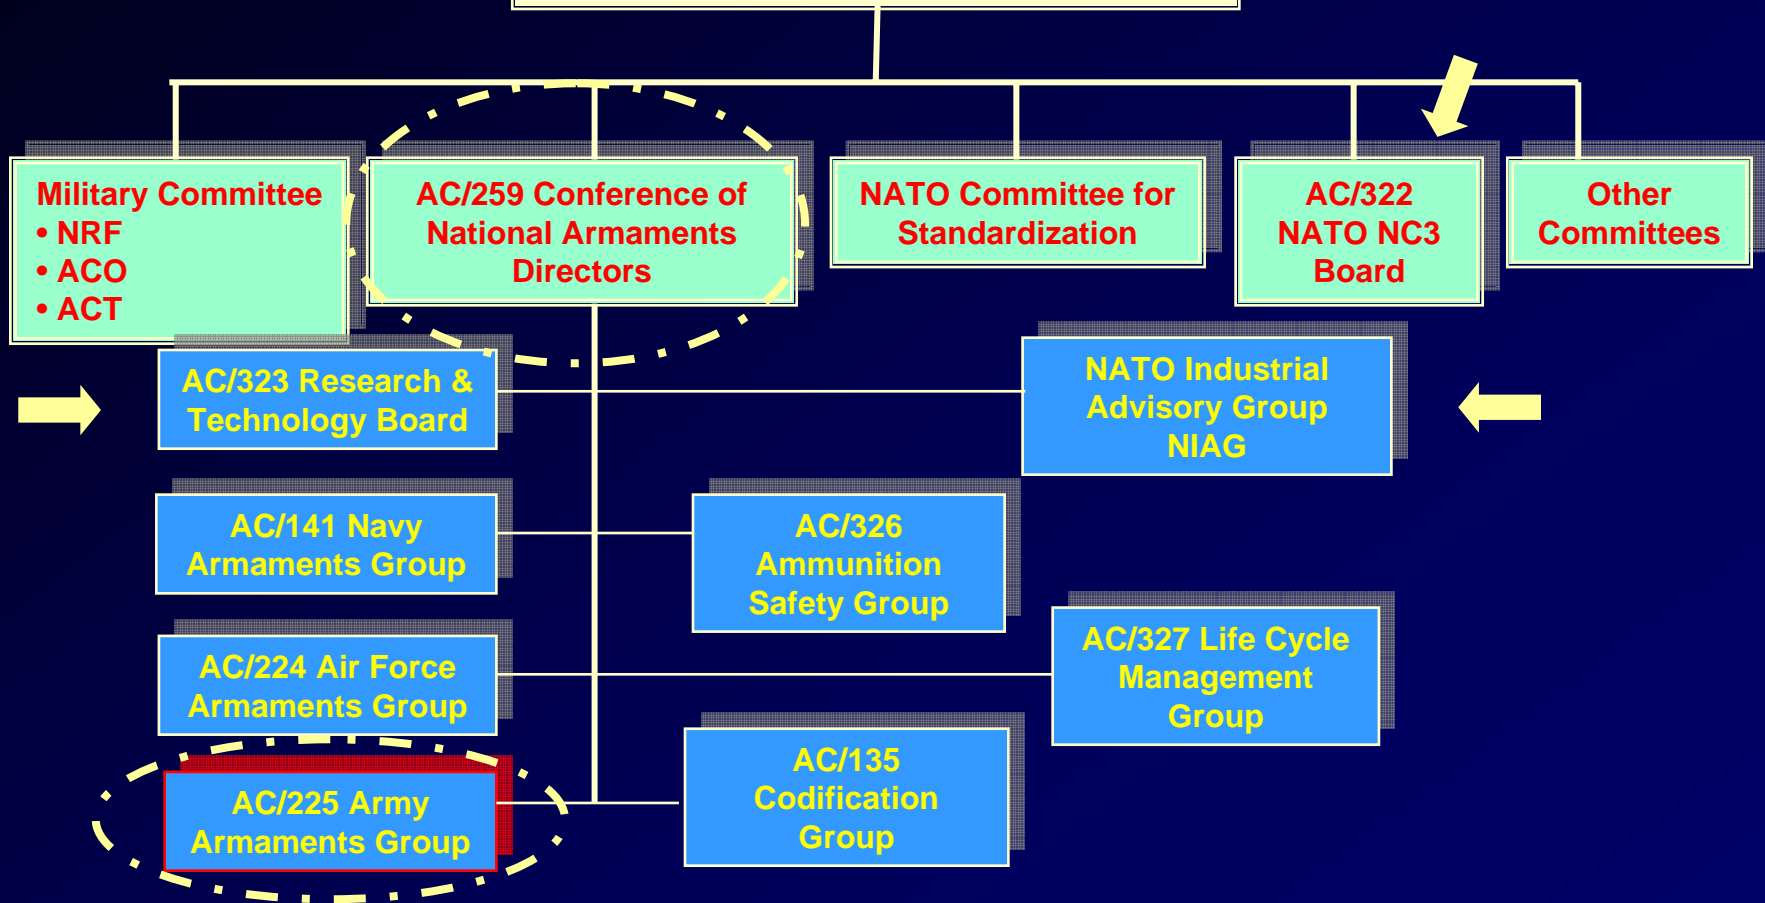 Military Committee
• NRF
• ACO
• ACT
AC/259 Conference of
National Armaments
Directors
NATO Committee for
Standardization
AC/322
NATO NC3
Board
Other
Committees
AC/323 Research &
Technology Board
NATO Industrial
Advisory Group
NIAG
AC/141 Navy
Armaments Group
AC/326
Ammunition
Safety Group
AC/224 Air Force
Armaments Group
AC/327 Life Cycle
Management
Group
AC/225 Army
Armaments Group
AC/135
Codification
Group